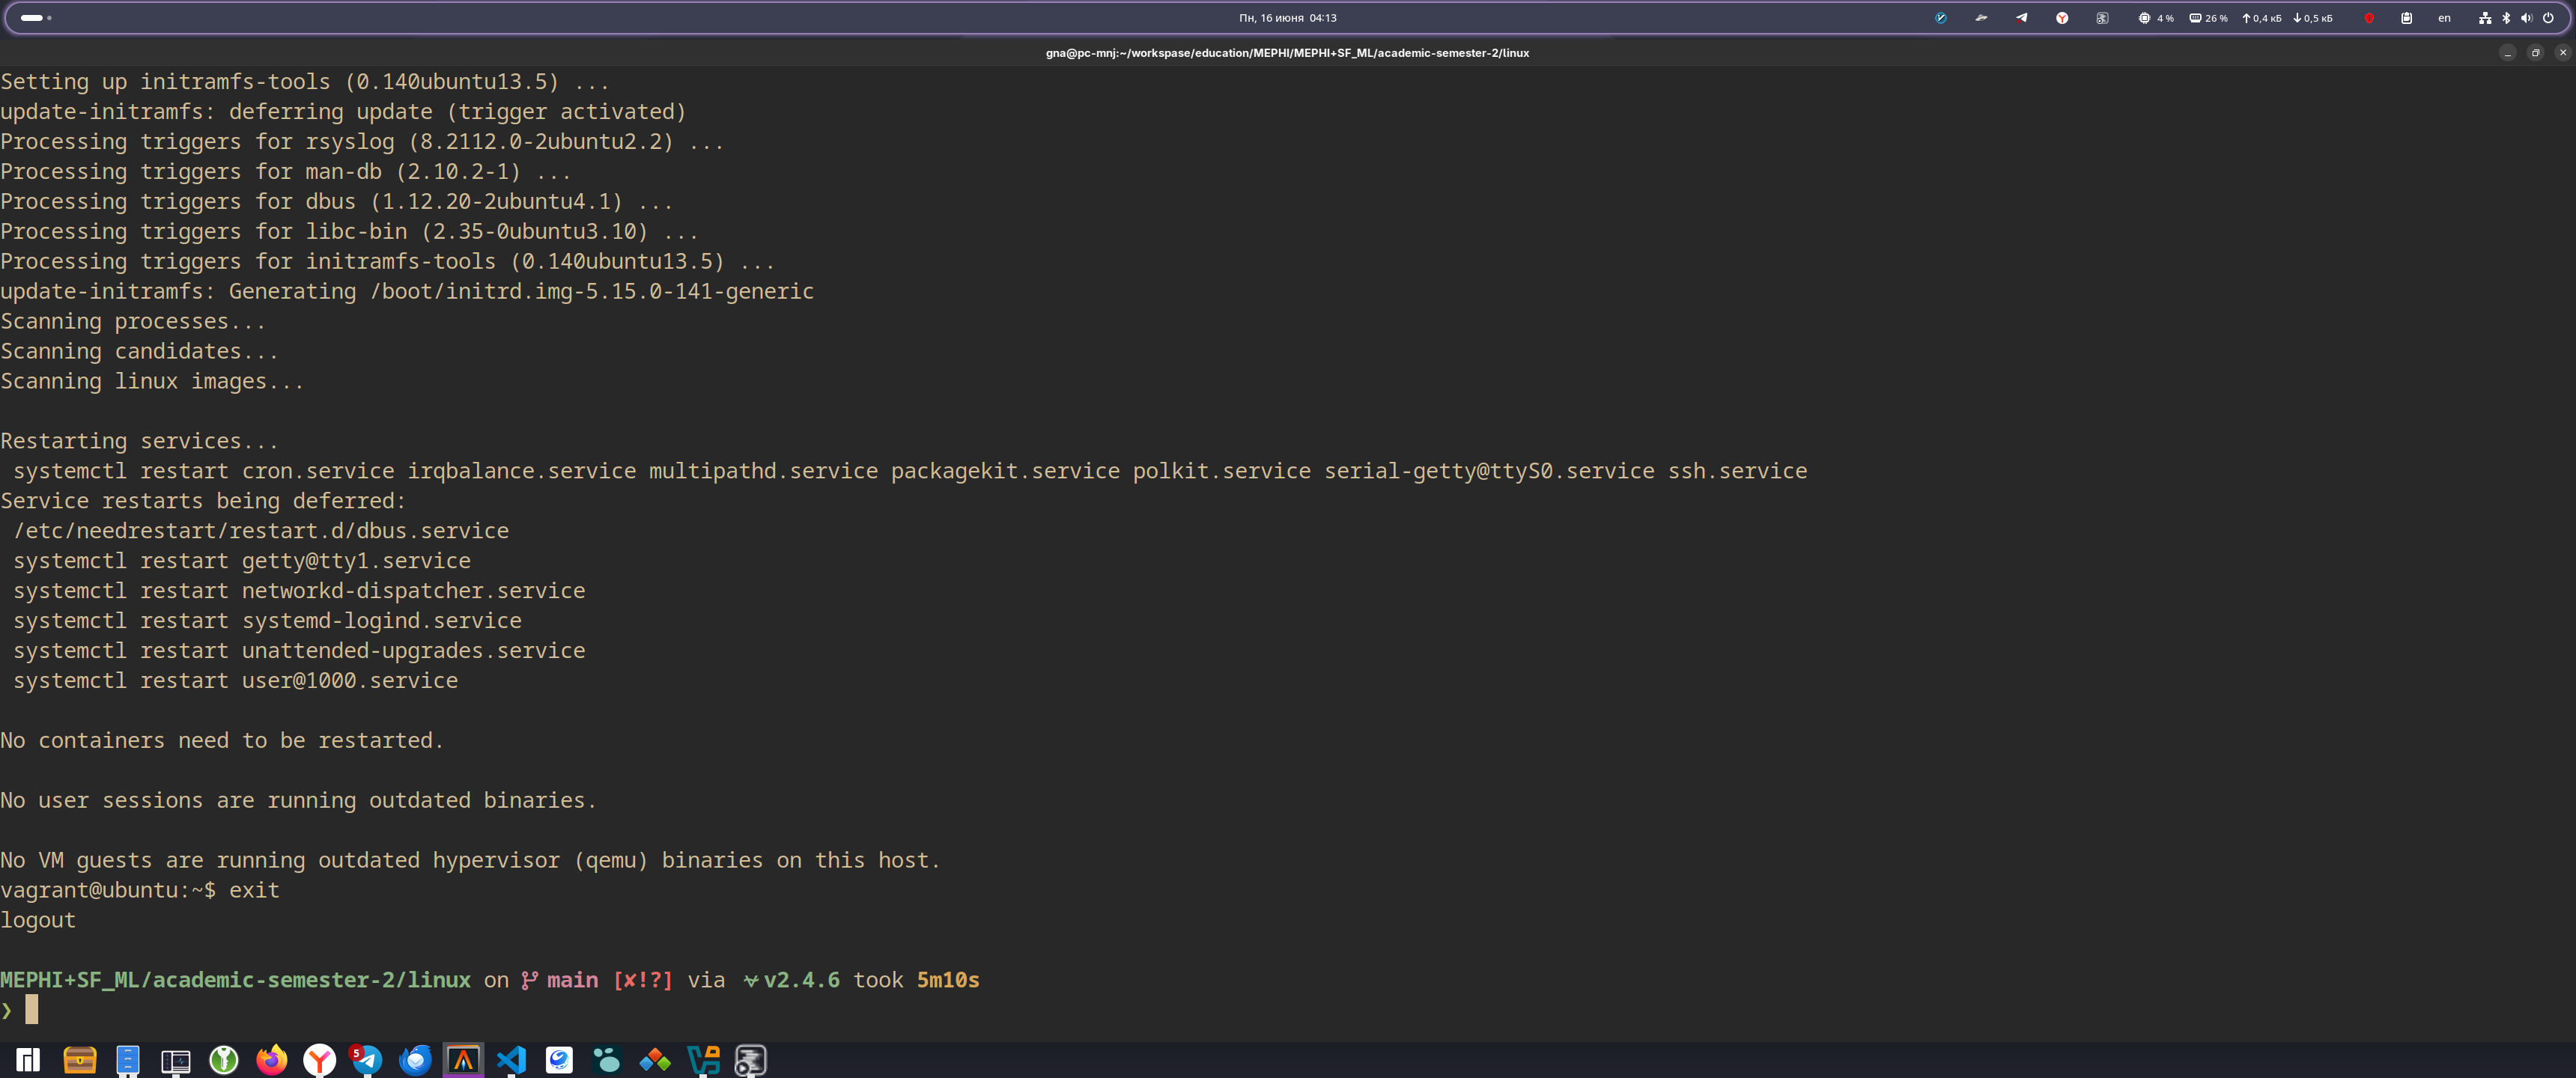 Пн, 16 июня 04:13
4 % 26 % 0,4 кБ 0,5 кБ en
gna@pc-mnj:~/workspase/education/MEPHI/MEPHI+SF_ML/academic-semester-2/linux
Setting up initramfs-tools (0.140ubuntu13.5) ...
update-initramfs: deferring update (trigger activated)
Processing triggers for rsyslog (8.2112.0-2ubuntu2.2) ...
Processing triggers for man-db (2.10.2-1) ...
Processing triggers for dbus (1.12.20-2ubuntu4.1) ...
Processing triggers for libc-bin (2.35-0ubuntu3.10) ...
Processing triggers for initramfs-tools (0.140ubuntu13.5) ...
update-initramfs: Generating /boot/initrd.img-5.15.0-141-generic
Scanning processes...
Scanning candidates...
Scanning linux images...
Restarting services...
systemctl restart cron.service irqbalance.service multipathd.service packagekit.service polkit.service serial-getty@ttyS0.service ssh.service
Service restarts being deferred:
/etc/needrestart/restart.d/dbus.service
systemctl restart getty@tty1.service
systemctl restart networkd-dispatcher.service
systemctl restart systemd-logind.service
systemctl restart unattended-upgrades.service
systemctl restart user@1000.service
No containers need to be restarted.
No user sessions are running outdated binaries.
No VM guests are running outdated hypervisor (qemu) binaries on this host.
vagrant@ubuntu:~$ exit
logout
MEPHI+SF_ML/academic-semester-2/linux on main [✘!?] via v2.4.6 took 5m10s
❯
5